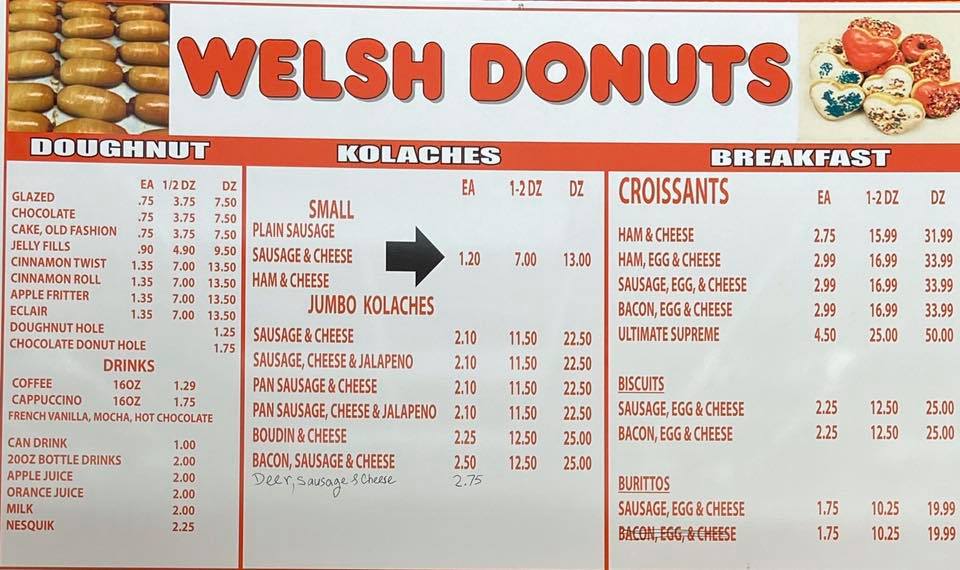 WELSH DONUTS
DOUGHNUT
EA 1/2 DZ DZ
GLAZED .75 3.75 7.50
CHOCOLATE .75 3.75 7.50
CAKE, OLD FASHION .75 3.75 7.50
JELLY FILLS .90 4.90 9.50
CINNAMON TWIST 1.35 7.00 13.50
CINNAMON ROLL 1.35 7.00 13.50
APPLE FRITTER 1.35 7.00 13.50
ECLAIR 1.35 7.00 13.50
DOUGHNUT HOLE 1.25
CHOCOLATE DONUT HOLE 1.75
DRINKS
COFFEE 16OZ 1.29
CAPPUCCINO 16OZ 1.75
FRENCH VANILLA, MOCHA, HOT CHOCOLATE
CAN DRINK 1.00
20OZ BOTTLE DRINKS 2.00
APPLE JUICE 2.00
ORANGE JUICE 2.00
MILK 2.00
NESQUIK 2.25
KOLACHES
EA 1-2 DZ DZ
SMALL
PLAIN SAUSAGE
SAUSAGE & CHEESE 1.20 7.00 13.00
HAM & CHEESE
JUMBO KOLACHES
SAUSAGE & CHEESE 2.10 11.50 22.50
SAUSAGE, CHEESE & JALAPENO 2.10 11.50 22.50
PAN SAUSAGE & CHEESE 2.10 11.50 22.50
PAN SAUSAGE, CHEESE & JALAPENO 2.10 11.50 22.50
BOUDIN & CHEESE 2.25 12.50 25.00
BACON, SAUSAGE & CHEESE 2.50 12.50 25.00
Deer, Sausage & Cheese 2.75
BREAKFAST
CROISSANTS EA 1-2 DZ DZ
HAM & CHEESE 2.75 15.99 31.99
HAM, EGG & CHEESE 2.99 16.99 33.99
SAUSAGE, EGG, & CHEESE 2.99 16.99 33.99
BACON, EGG & CHEESE 2.99 16.99 33.99
ULTIMATE SUPREME 4.50 25.00 50.00
BISCUITS
SAUSAGE, EGG & CHEESE 2.25 12.50 25.00
BACON, EGG & CHEESE 2.25 12.50 25.00
BURITTOS
SAUSAGE, EGG & CHEESE 1.75 10.25 19.99
BACON, EGG, & CHEESE 1.75 10.25 19.99